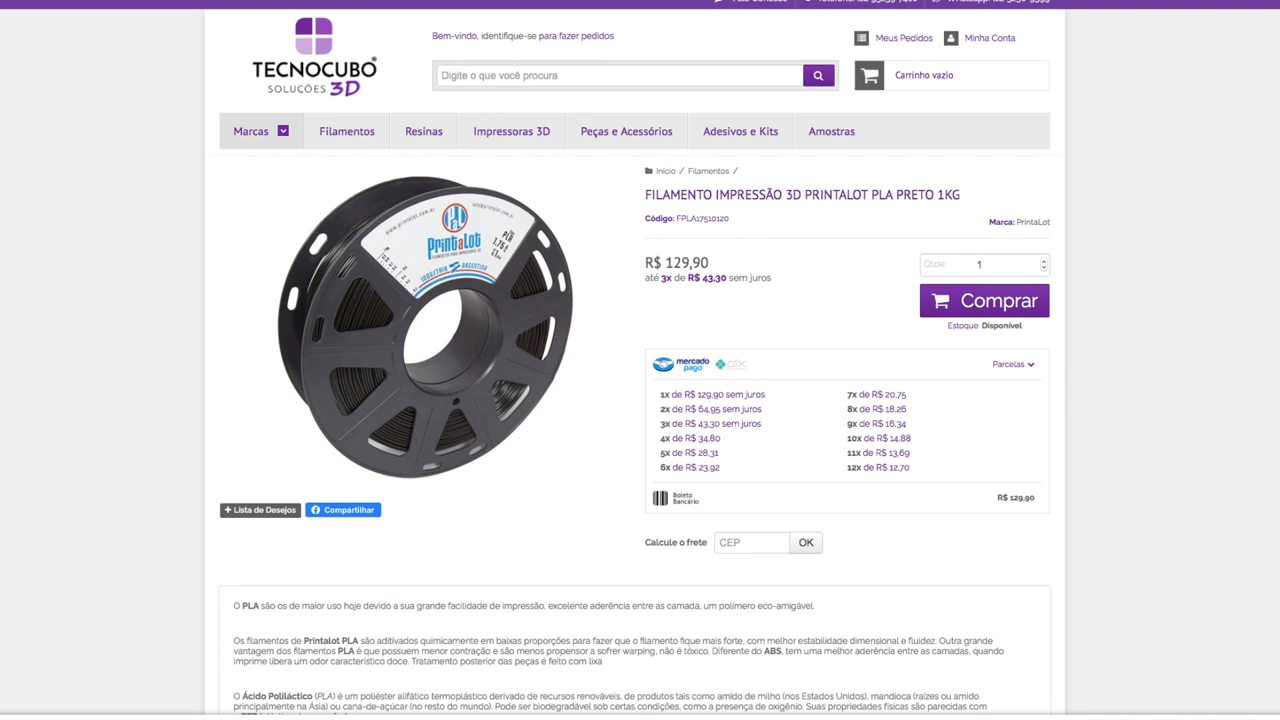 TECNOCUBO
SOLUÇÕES 3D
Bem-vindo, identifique-se para fazer pedidos
Meus Pedidos
Minha Conta
Digite o que você procura
Carrinho vazio
Marcas
Filamentos
Resinas
Impressoras 3D
Peças e Acessórios
Adesivos e Kits
Amostras
Início / Filamentos /
FILAMENTO IMPRESSÃO 3D PRINTALOT PLA PRETO 1KG
Código: FPLA17510120
Marca: PrintaLot
www.printalot.com.ar
PAL
PrintaLot
PLA
INDUSTRIA ARGENTINA
R$ 129,90
até 3x de R$ 43,30 sem juros
Qtde: 1
Comprar
Estoque: Disponível
mercado
pago
Parcelas
1x de R$ 129,90 sem juros
2x de R$ 64,95 sem juros
3x de R$ 43,30 sem juros
4x de R$ 34,80
5x de R$ 28,31
6x de R$ 23,92
7x de R$ 20,75
8x de R$ 18,26
9x de R$ 16,34
10x de R$ 14,88
11x de R$ 13,69
12x de R$ 12,70
Boleto
Bancário
R$ 129,90
+ Lista de Desejos
Compartilhar
Calcule o frete
CEP
OK
O PLA são os de maior uso hoje devido a sua grande facilidade de impressão, excelente aderência entre as camada, um polímero eco-amigável.
Os filamentos de Printalot PLA são aditivados quimicamente em baixas proporções para fazer que o filamento fique mais forte, com melhor estabilidade dimensional e fluidez. Outra grande
vantagem dos filamentos PLA é que possuem menor contração e são menos propensor a sofrer warping, não é tóxico. Diferente do ABS, tem uma melhor aderência entre as camadas, quando
imprime libera um odor característico doce. Tratamento posterior das peças é feito com lixa
O Ácido Poliláctico (PLA) é um poliéster alifático termoplástico derivado de recursos renováveis, de produtos tais como amido de milho (nos Estados Unidos), mandioca (raízes ou amido
principalmente na Ásia) ou cana-de-açúcar (no resto do mundo). Pode ser biodegradável sob certas condições, como a presença de oxigênio. Suas propriedades físicas são parecidas com